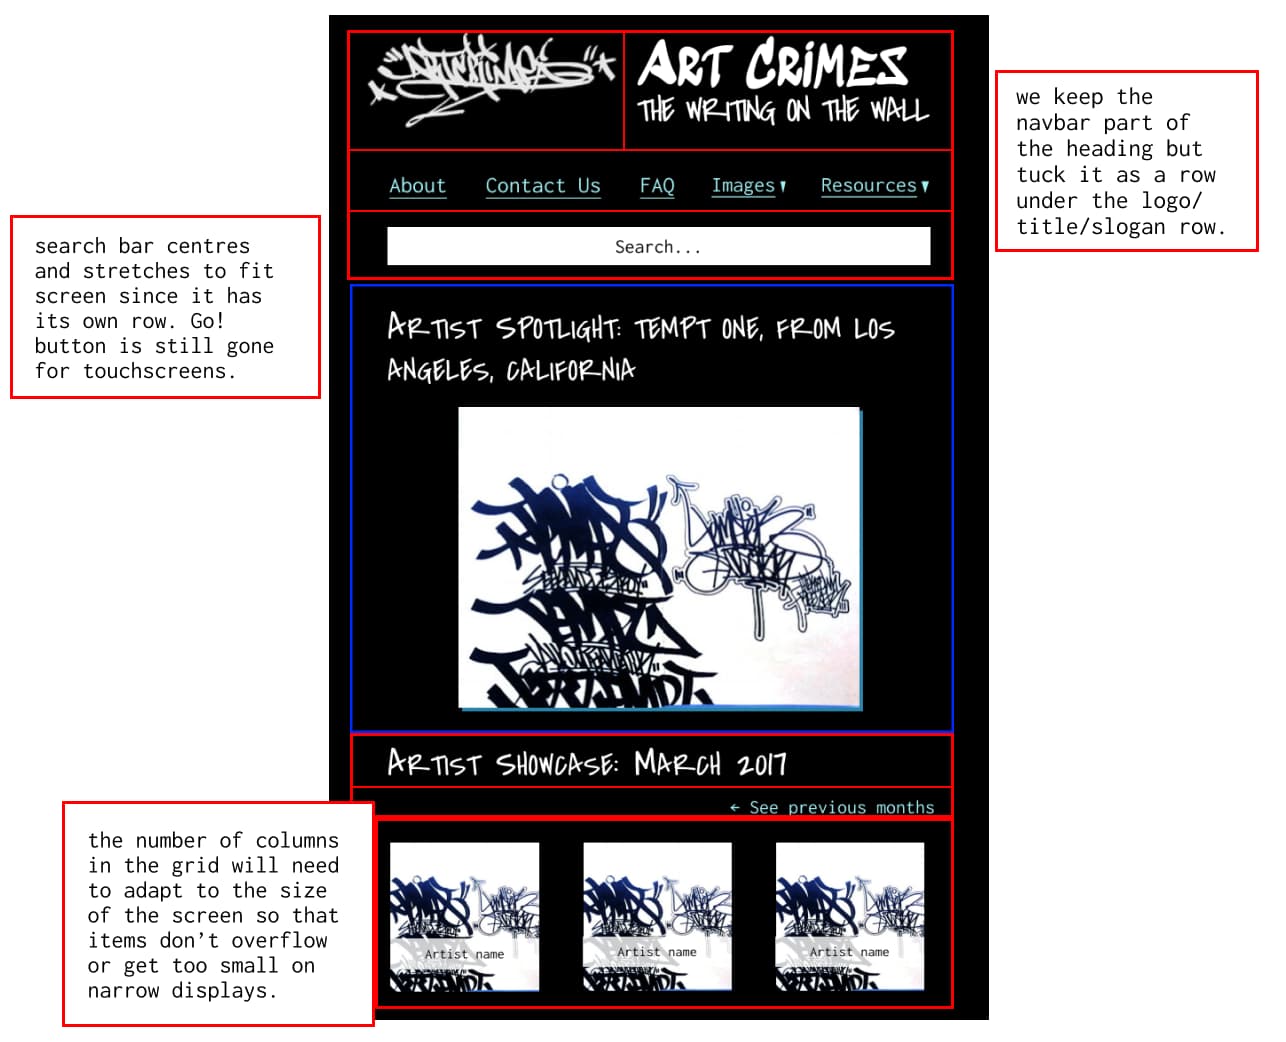 ART CRIMES
THE WRITING ON THE WALL
About Contact Us FAQ Images▼ Resources▼
Search...
we keep the
navbar part of
the heading but
tuck it as a row
under the logo/
title/slogan row.
search bar centres
and stretches to fit
screen since it has
its own row. Go!
button is still gone
for touchscreens.
ARTIST SPOTLIGHT: TEMPT ONE, FROM LOS
ANGELES, CALIFORNIA
ARTIST SHOWCASE: MARCH 2017
← See previous months
the number of columns
in the grid will need
to adapt to the size
of the screen so that
items don’t overflow
or get too small on
narrow displays.
Artist name
Artist name
Artist name